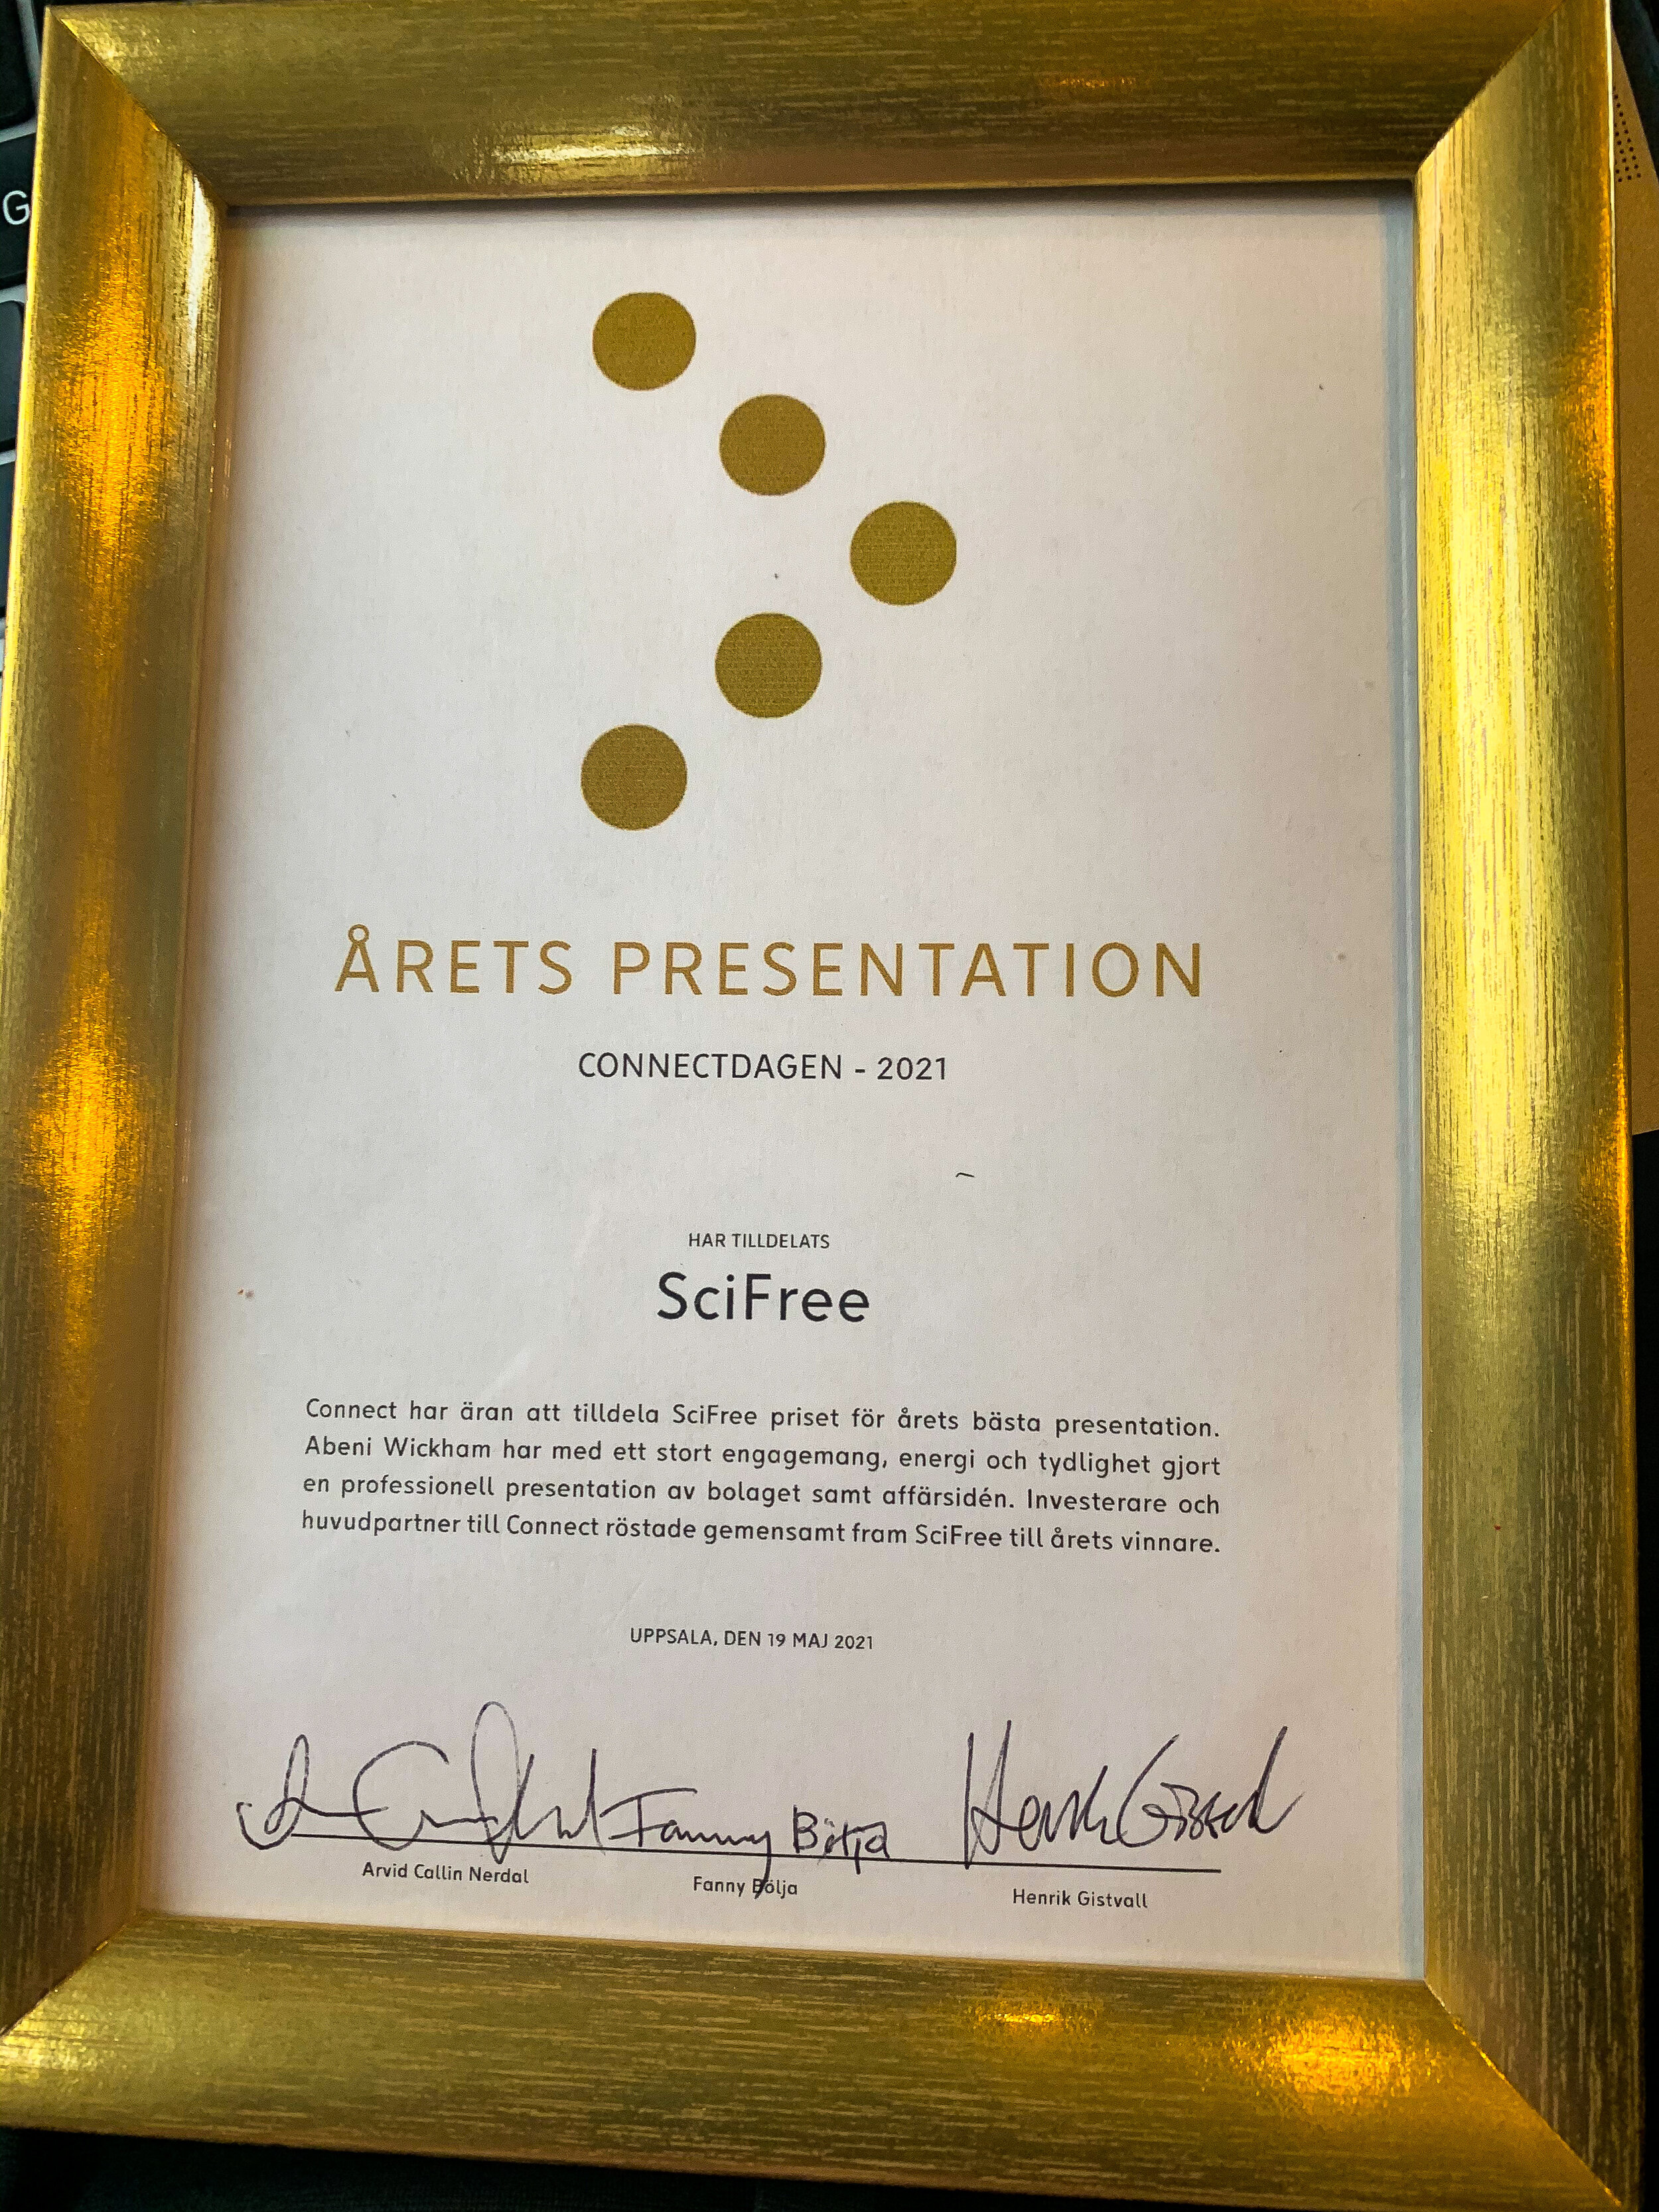 G
ÅRETS PRESENTATION
CONNECTDAGEN - 2021
HAR TILLDELATS
SciFree
Connect har äran att tilldela SciFree priset för årets bästa presentation.
Abeni Wickham har med ett stort engagemang, energi och tydlighet gjort
en professionell presentation av bolaget samt affärsidén. Investerare och
huvudpartner till Connect röstade gemensamt fram SciFree till årets vinnare.
UPPSALA, DEN 19 MAJ 2021
Fanny Bölja Henrik Gistvall
Arvid Callin Nerdal Fanny Bölja Henrik Gistvall